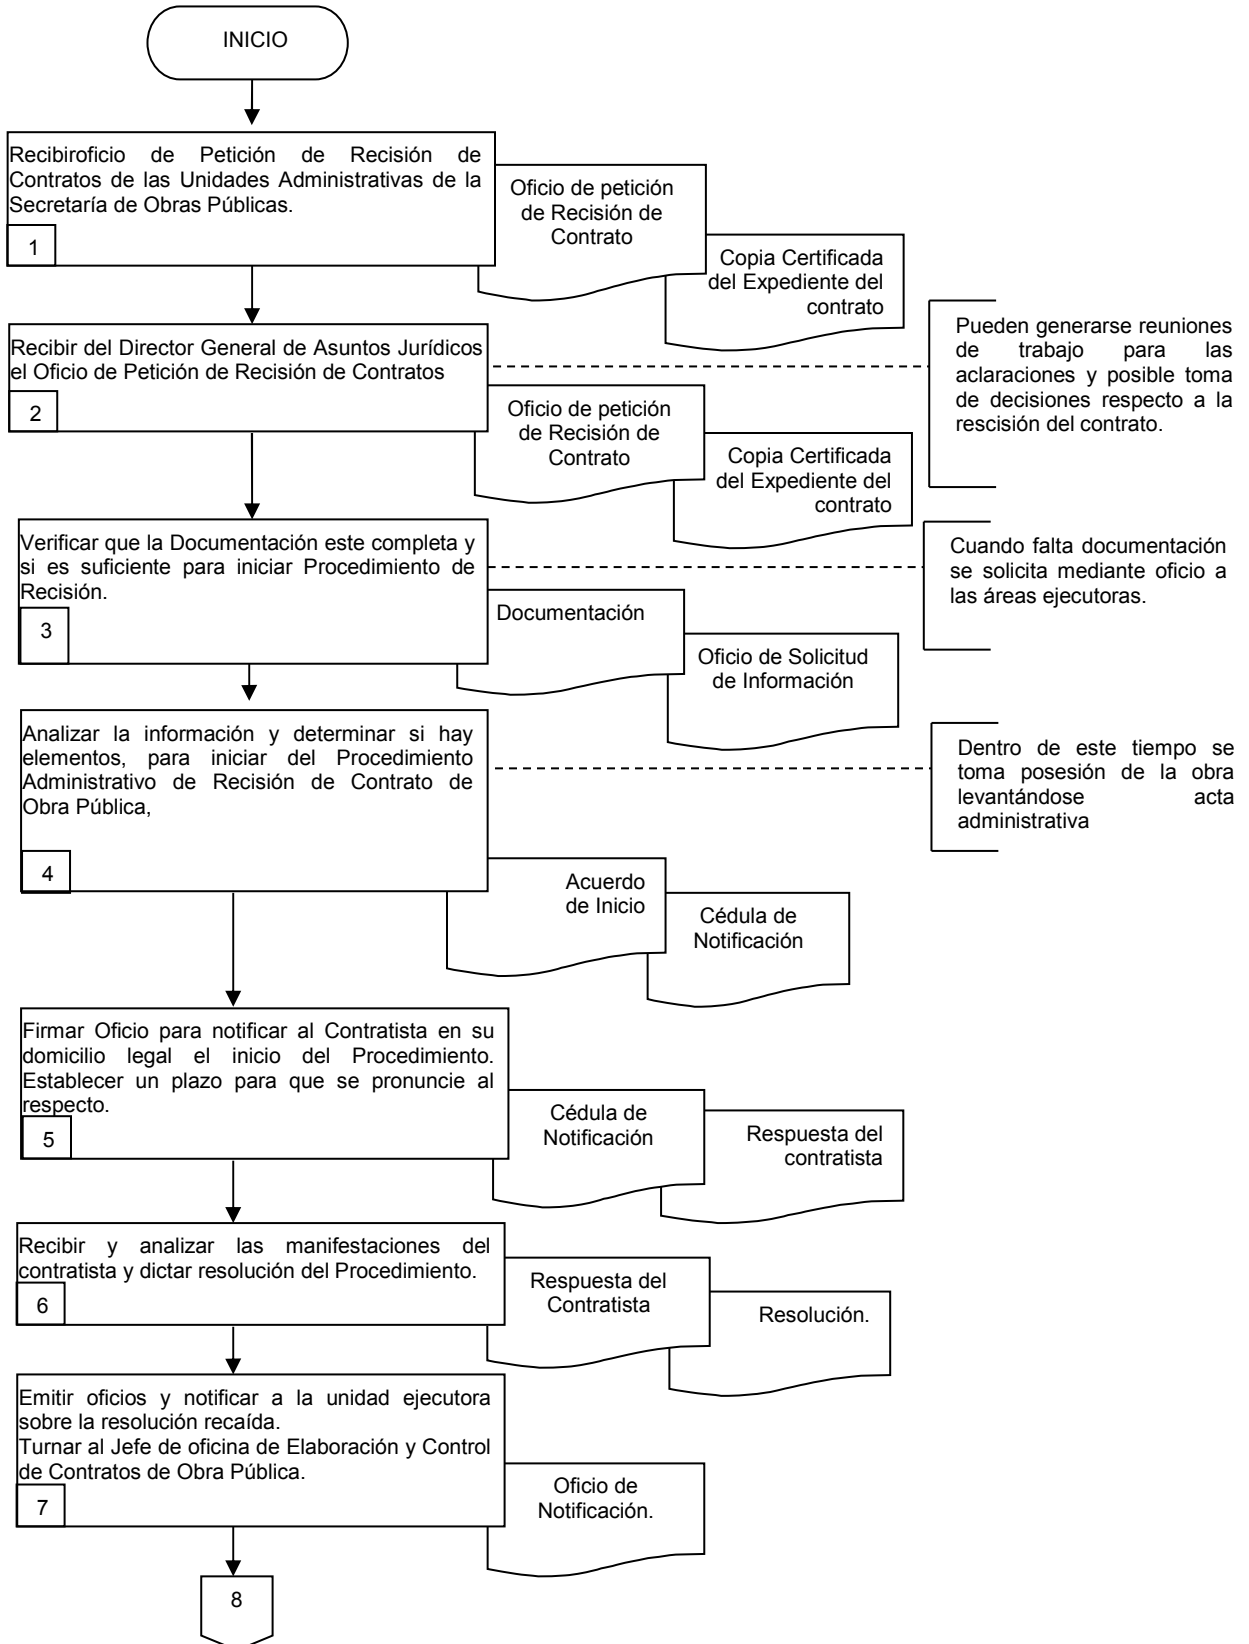 INICIO
Recibiroficio de Petición de Recisión de
Contratos de las Unidades Administrativas de la
Secretaría de Obras Públicas.
1
Oficio de petición
de Recisión de
Contrato
Copia Certificada
del Expediente del
contrato
Recibir del Director General de Asuntos Jurídicos
el Oficio de Petición de Recisión de Contratos
2
Oficio de petición
de Recisión de
Contrato
Copia Certificada
del Expediente del
contrato
Pueden generarse reuniones
de trabajo para las
aclaraciones y posible toma
de decisiones respecto a la
rescisión del contrato.
Verificar que la Documentación este completa y
si es suficiente para iniciar Procedimiento de
Recisión.
3
Documentación
Oficio de Solicitud
de Información
Cuando falta documentación
se solicita mediante oficio a
las áreas ejecutoras.
Analizar la información y determinar si hay
elementos, para iniciar del Procedimiento
Administrativo de Recisión de Contrato de
Obra Pública,
4
Acuerdo
de Inicio
Cédula de
Notificación
Dentro de este tiempo se
toma posesión de la obra
levantándose acta
administrativa
Firmar Oficio para notificar al Contratista en su
domicilio legal el inicio del Procedimiento.
Establecer un plazo para que se pronuncie al
respecto.
5
Cédula de
Notificación
Respuesta del
contratista
Recibir y analizar las manifestaciones del
contratista y dictar resolución del Procedimiento.
6
Respuesta del
Contratista
Resolución.
Emitir oficios y notificar a la unidad ejecutora
sobre la resolución recaída.
Turnar al Jefe de oficina de Elaboración y Control
de Contratos de Obra Pública.
7
Oficio de
Notificación.
8